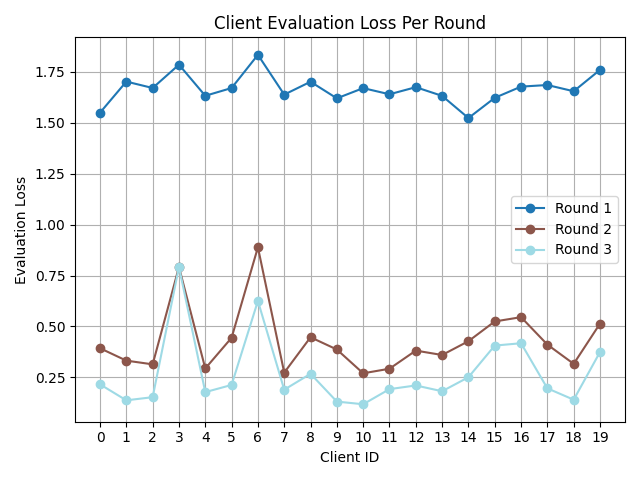 Client Evaluation Loss Per Round
Evaluation Loss
1.75
1.50
1.25
1.00
0.75
0.50
0.25
Round 1
Round 2
Round 3
0 1 2 3 4 5 6 7 8 9 10 11 12 13 14 15 16 17 18 19
Client ID